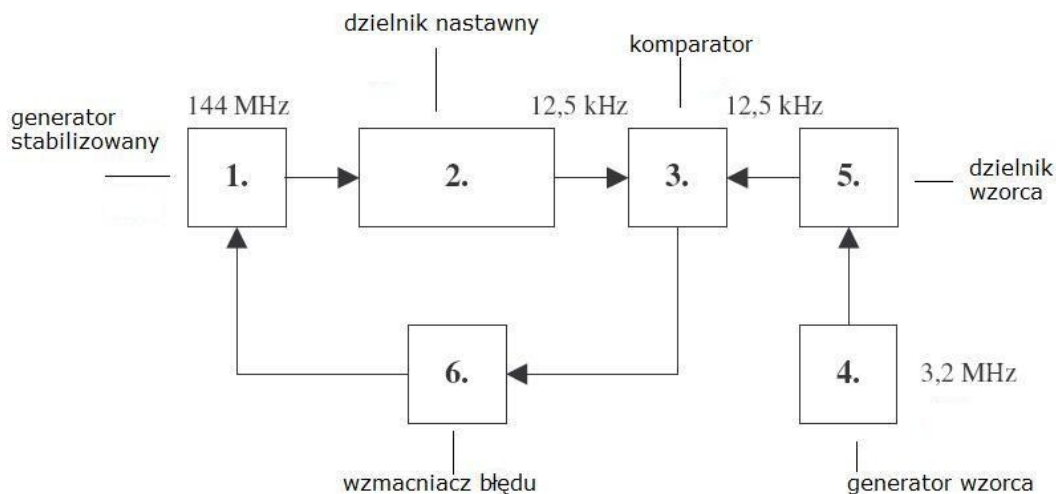 dzielnik nastawny
komparator
generator
stabilizowany
144 MHz
12,5 kHz
12,5 kHz
1.
2.
3.
5.
dzielnik
wzorca
6.
4.
3,2 MHz
wzmacniacz błędu
generator wzorca